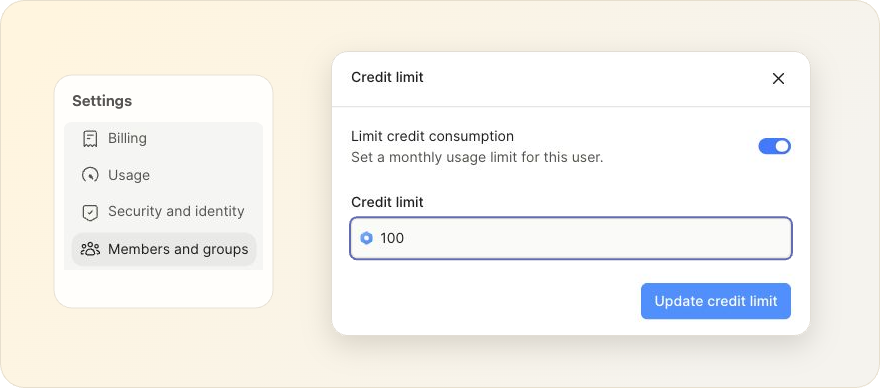 Settings
Billing
Usage
Security and identity
Members and groups
Credit limit
Limit credit consumption
Set a monthly usage limit for this user.
Credit limit
100
Update credit limit